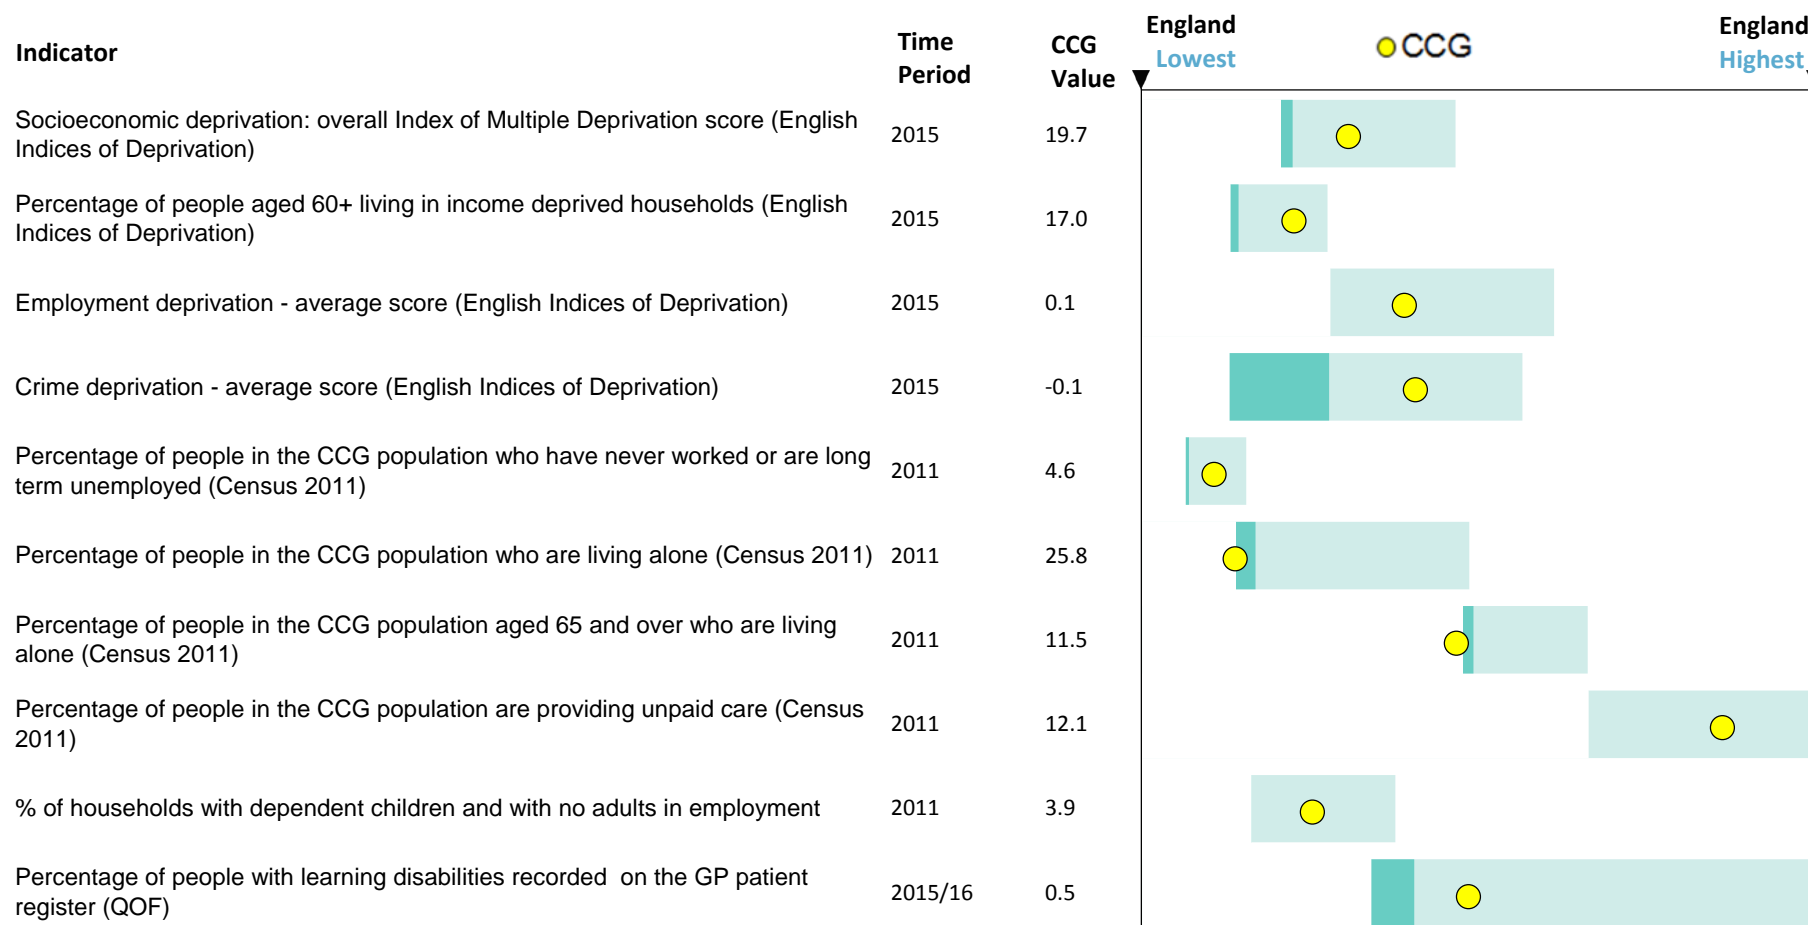 Indicator
Time
Period
CCG
Value
England
Lowest
CCG
England
Highest
Socioeconomic deprivation: overall Index of Multiple Deprivation score (English
Indices of Deprivation)
2015
19.7
Percentage of people aged 60+ living in income deprived households (English
Indices of Deprivation)
2015
17.0
Employment deprivation - average score (English Indices of Deprivation)
2015
0.1
Crime deprivation - average score (English Indices of Deprivation)
2015
-0.1
Percentage of people in the CCG population who have never worked or are long
term unemployed (Census 2011)
2011
4.6
Percentage of people in the CCG population who are living alone (Census 2011)
2011
25.8
Percentage of people in the CCG population aged 65 and over who are living
alone (Census 2011)
2011
11.5
Percentage of people in the CCG population are providing unpaid care (Census
2011)
2011
12.1
% of households with dependent children and with no adults in employment
2011
3.9
Percentage of people with learning disabilities recorded  on the GP patient
register (QOF)
2015/16
0.5